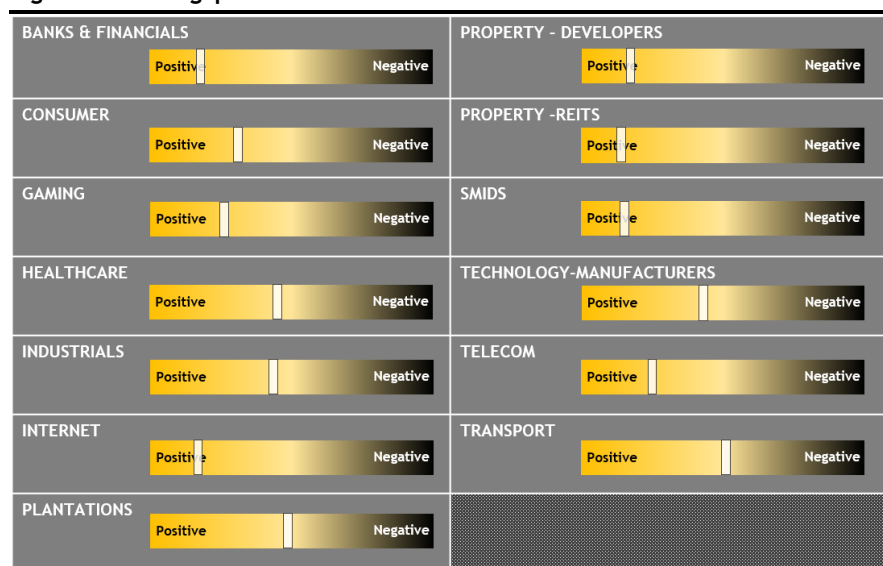 BANKS & FINANCIALS
Positive Negative
PROPERTY - DEVELOPERS
Positive Negative
CONSUMER
Positive Negative
PROPERTY -REITS
Positive Negative
GAMING
Positive Negative
SMIDS
Positive Negative
HEALTHCARE
Positive Negative
TECHNOLOGY-MANUFACTURERS
Positive Negative
INDUSTRIALS
Positive Negative
TELECOM
Positive Negative
INTERNET
Positive Negative
TRANSPORT
Positive Negative
PLANTATIONS
Positive Negative